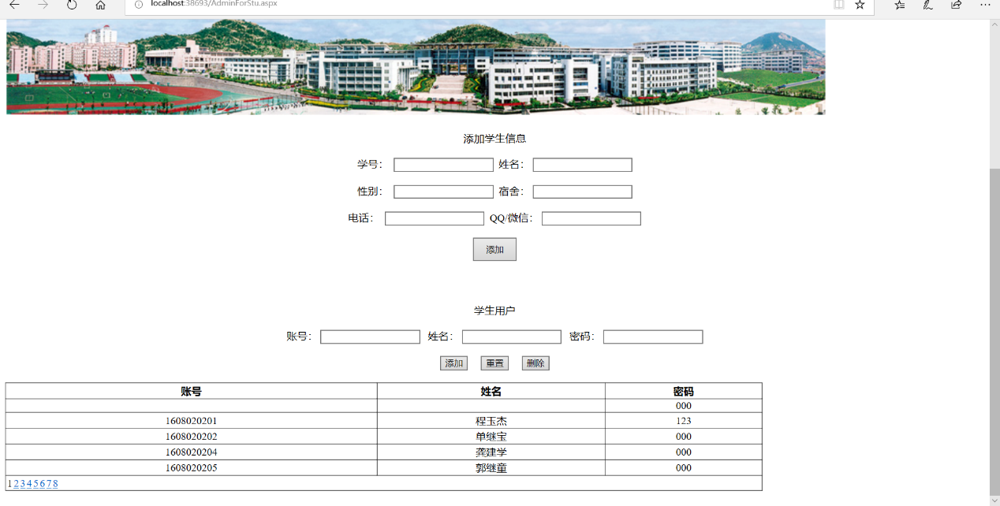 localhost:38693/AdminForStu.aspx
添加学生信息
学号： 姓名：
性别： 宿舍：
电话： QQ/微信：
添加
学生用户
账号： 姓名： 密码：
添加 重置 删除
账号 姓名 密码
000
1608020201 程玉杰 123
1608020202 单继宝 000
1608020204 龚建学 000
1608020205 郭继童 000
1 2 3 4 5 6 7 8